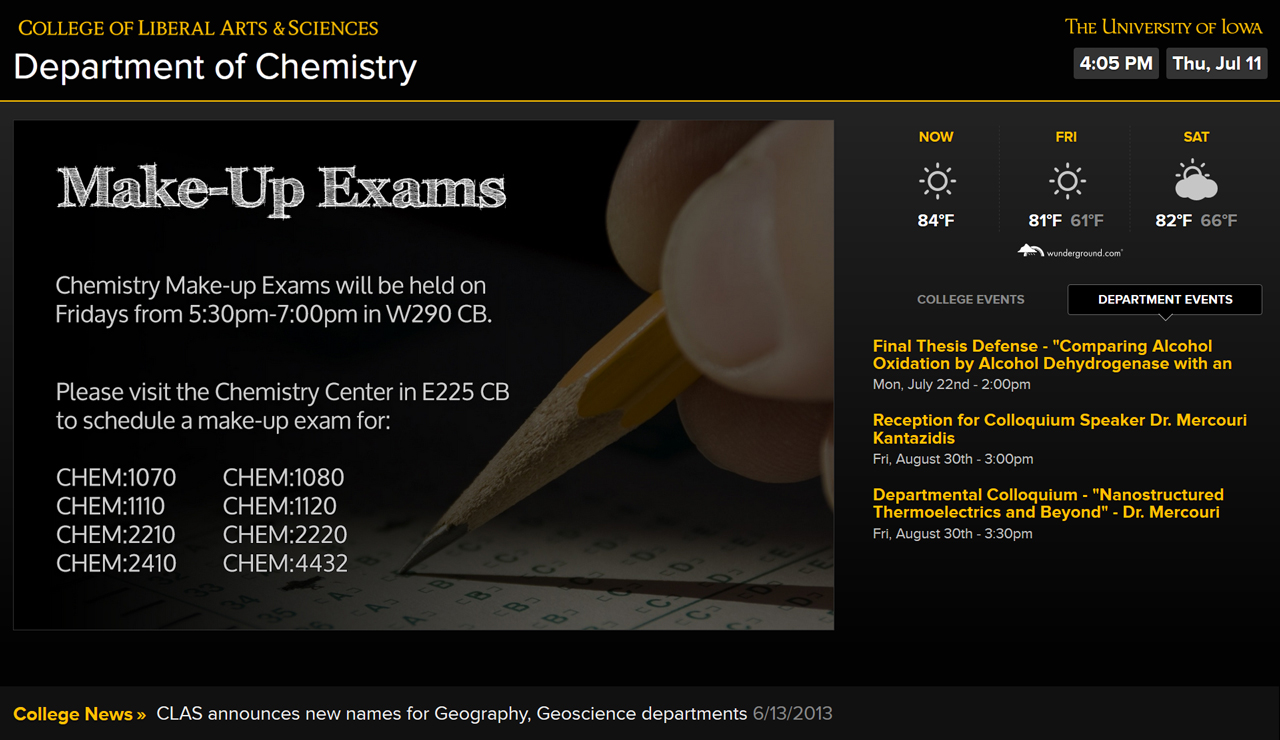 COLLEGE OF LIBERAL ARTS & SCIENCES
Department of Chemistry
THE UNIVERSITY OF IOWA
4:05 PM Thu, Jul 11
Make-Up Exams
Chemistry Make-up Exams will be held on
Fridays from 5:30pm-7:00pm in W290 CB.
Please visit the Chemistry Center in E225 CB
to schedule a make-up exam for:
CHEM:1070 CHEM:1080
CHEM:1110 CHEM:1120
CHEM:2210 CHEM:2220
CHEM:2410 CHEM:4432
NOW FRI SAT
84°F 81°F 61°F 82°F 66°F
wunderground.com
COLLEGE EVENTS DEPARTMENT EVENTS
Final Thesis Defense - "Comparing Alcohol
Oxidation by Alcohol Dehydrogenase with an
Mon, July 22nd - 2:00pm
Reception for Colloquium Speaker Dr. Mercouri
Kantazidis
Fri, August 30th - 3:00pm
Departmental Colloquium - "Nanostructured
Thermoelectrics and Beyond" - Dr. Mercouri
Fri, August 30th - 3:30pm
College News » CLAS announces new names for Geography, Geoscience departments 6/13/2013